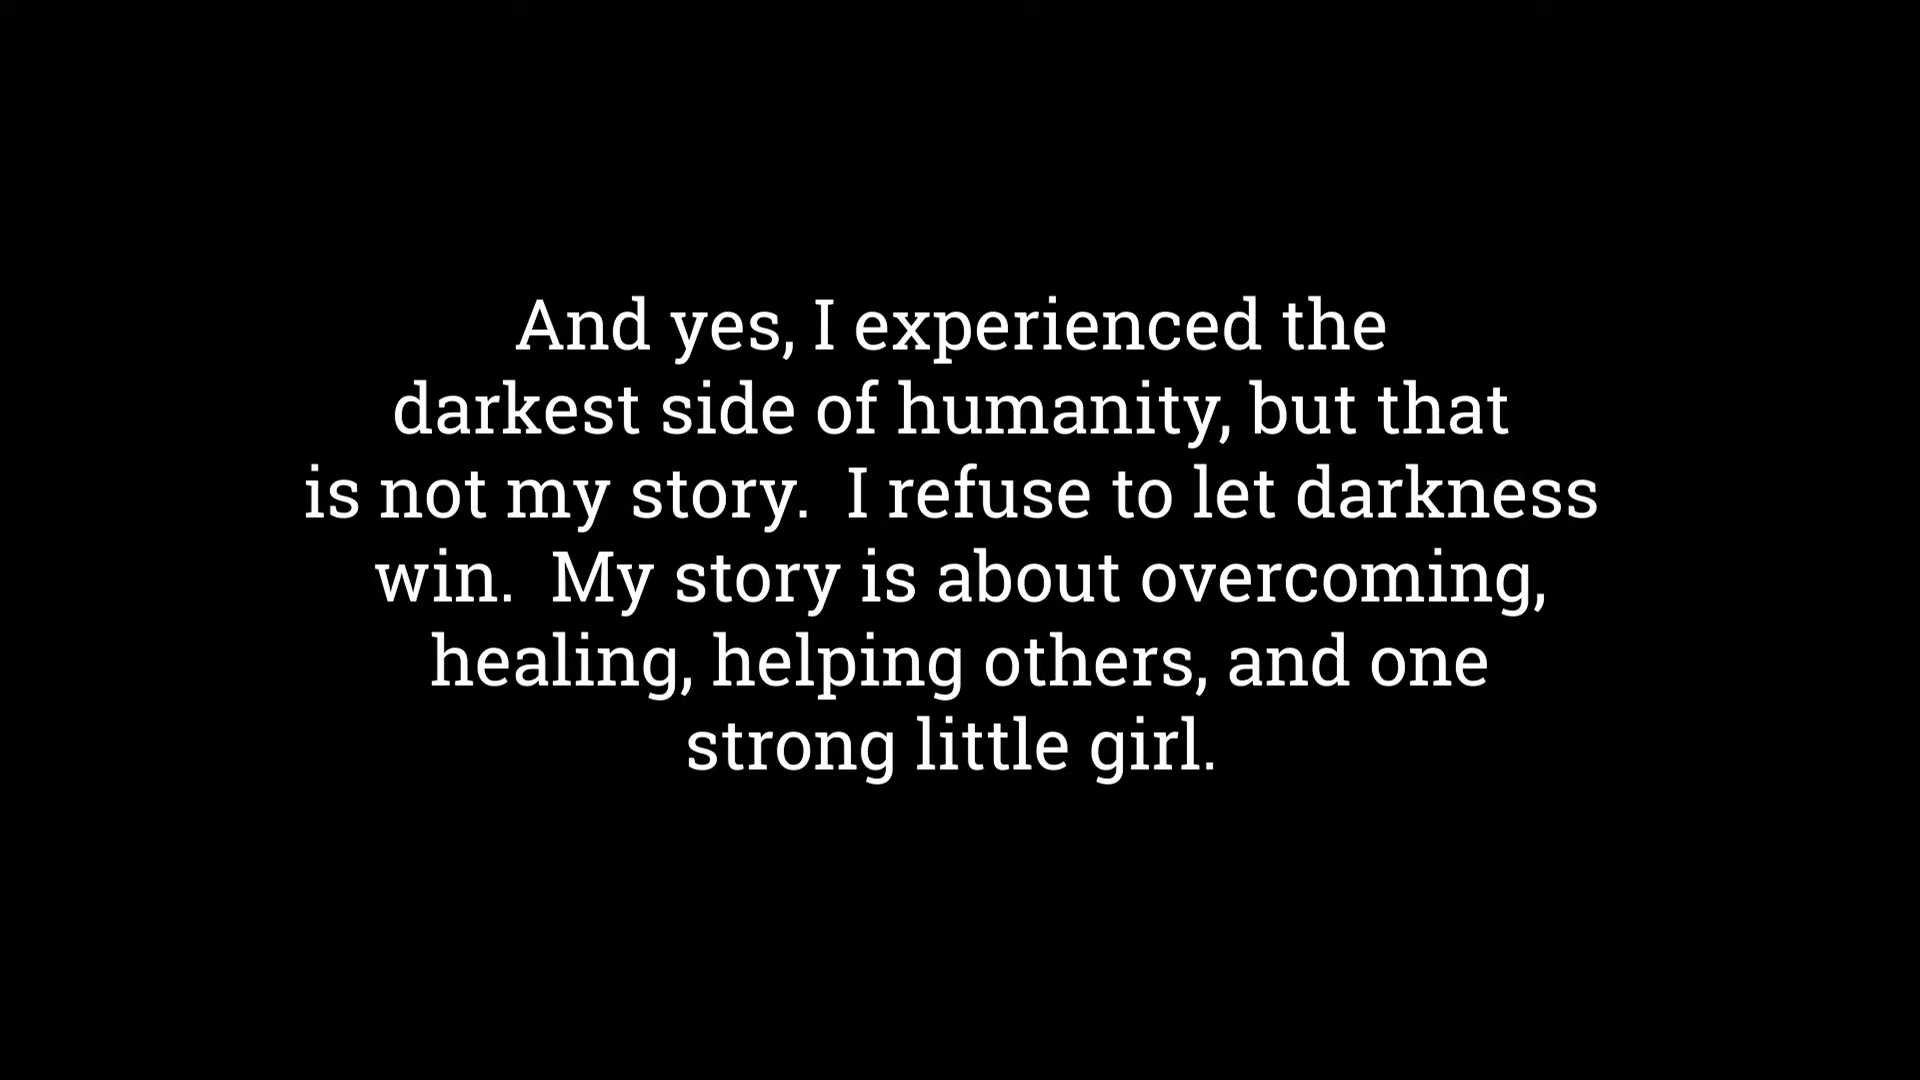 And yes, I experienced the
darkest side of humanity, but that
is not my story.  I refuse to let darkness
win.  My story is about overcoming,
healing, helping others, and one
strong little girl.